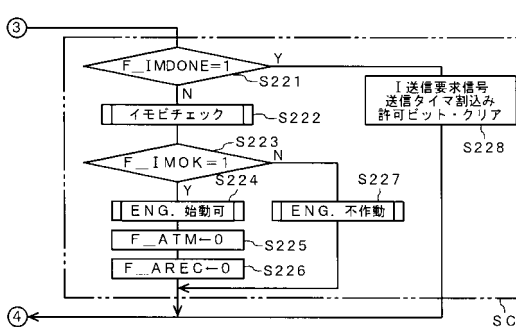 ③
F_IMDONE=1
Y
S221
N
I送信要求信号
送信タイマ割込み
許可ビット・クリア
イモビチェック
S222
S228
S223
F_IMOK=1
N
Y
S224
S227
ENG. 始動可
ENG. 不作動
F_ATM←0
S225
F_AREC←0
S226
④
SC